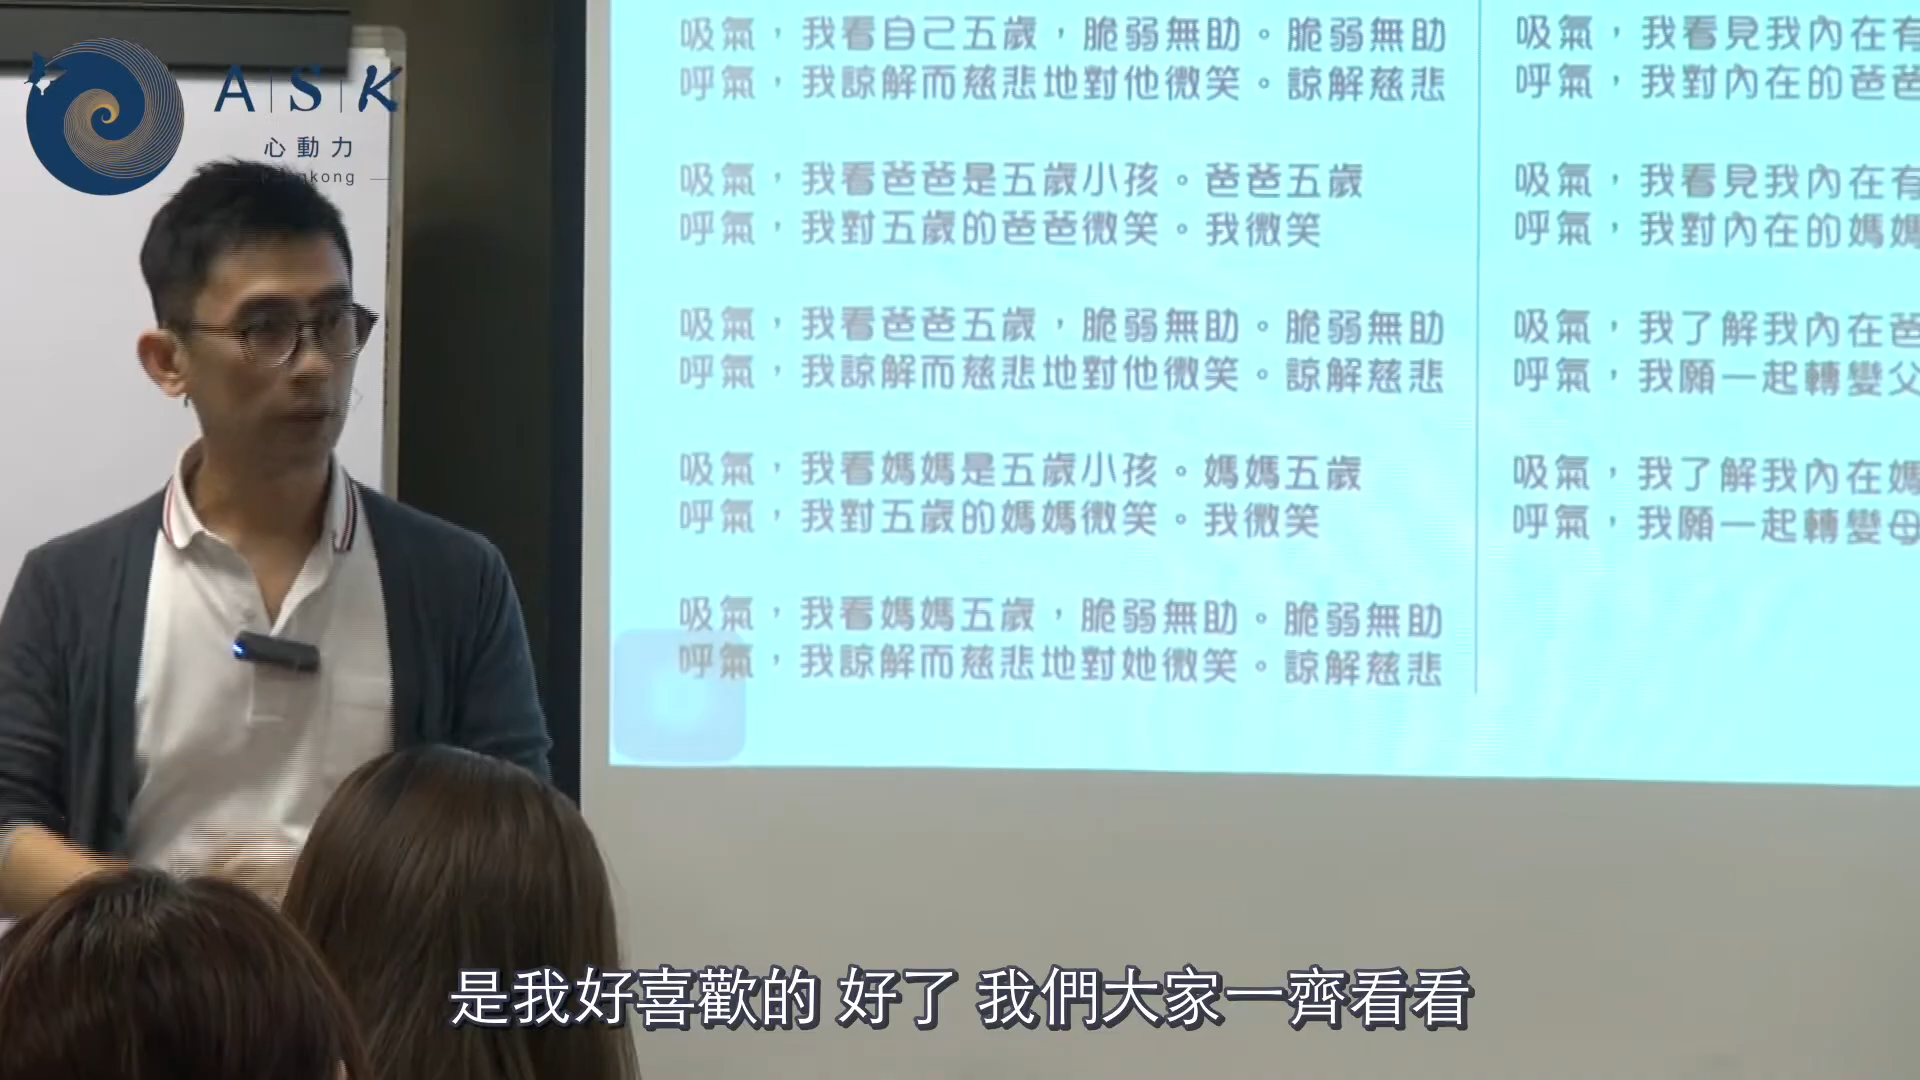 A|S|K
心動力
吸氣，我看自己五歲，脆弱無助。脆弱無助
呼氣，我諒解而慈悲地對他微笑。諒解慈悲
吸氣，我看爸爸是五歲小孩。爸爸五歲
呼氣，我對五歲的爸爸微笑。我微笑
吸氣，我看爸爸五歲，脆弱無助。脆弱無助
呼氣，我諒解而慈悲地對他微笑。諒解慈悲
吸氣，我看媽媽是五歲小孩。媽媽五歲
呼氣，我對五歲的媽媽微笑。我微笑
吸氣，我看媽媽五歲，脆弱無助。脆弱無助
呼氣，我諒解而慈悲地對她微笑。諒解慈悲
吸氣，我看見我內在有
呼氣，我對內在的爸爸
吸氣，我看見我內在有
呼氣，我對內在的媽媽
吸氣，我了解我內在爸
呼氣，我願一起轉變父
吸氣，我了解我內在媽
呼氣，我願一起轉變母
是我好喜歡的 好了 我們大家一齊看看